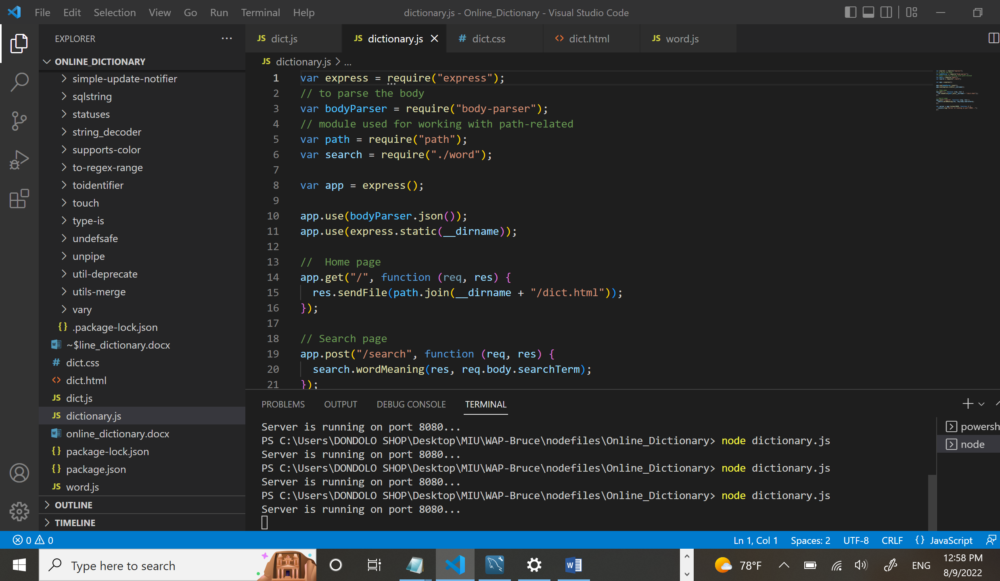 File Edit Selection View Go Run Terminal Help
dictionary.js - Online_Dictionary - Visual Studio Code
EXPLORER
ONLINE_DICTIONARY
simple-update-notifier
sqlstring
statuses
string_decoder
supports-color
to-regex-range
toidentifier
touch
type-is
undefsafe
unpipe
util-deprecate
utils-merge
vary
{} .package-lock.json
~$line_dictionary.docx
# dict.css
<> dict.html
JS dict.js
JS dictionary.js
online_dictionary.docx
{} package-lock.json
{} package.json
JS word.js
OUTLINE
TIMELINE
JS dict.js
JS dictionary.js
# dict.css
<> dict.html
JS word.js
JS dictionary.js > ...
1 var express = require("express");
2 // to parse the body
3 var bodyParser = require("body-parser");
4 // module used for working with path-related
5 var path = require("path");
6 var search = require("./word");
7
8 var app = express();
9
10 app.use(bodyParser.json());
11 app.use(express.static(__dirname));
12
13 //  Home page
14 app.get("/", function (req, res) {
15   res.sendFile(path.join(__dirname + "/dict.html"));
16 });
17
18 // Search page
19 app.post("/search", function (req, res) {
20   search.wordMeaning(res, req.body.searchTerm);
21 });
PROBLEMS OUTPUT DEBUG CONSOLE TERMINAL
Server is running on port 8080...
PS C:\Users\DONDOLO SHOP\Desktop\MIU\WAP-Bruce\nodefiles\Online_Dictionary> node dictionary.js
Server is running on port 8080...
PS C:\Users\DONDOLO SHOP\Desktop\MIU\WAP-Bruce\nodefiles\Online_Dictionary> node dictionary.js
Server is running on port 8080...
PS C:\Users\DONDOLO SHOP\Desktop\MIU\WAP-Bruce\nodefiles\Online_Dictionary> node dictionary.js
Server is running on port 8080...
powersh
node
0 0
Ln 1, Col 1 Spaces: 2 UTF-8 CRLF {} JavaScript
Type here to search
78°F
ENG
12:58 PM
8/9/2022